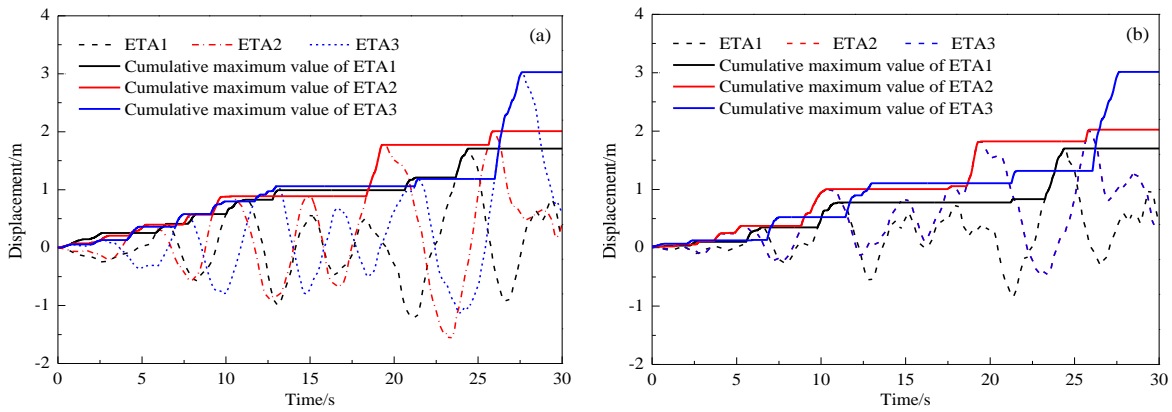 4
3
2
1
0
-1
-2
Displacement/m
(a)
ETA1 ETA2 ETA3
Cumulative maximum value of ETA1
Cumulative maximum value of ETA2
Cumulative maximum value of ETA3
0 5 10 15 20 25 30
Time/s
4
3
2
1
0
-1
-2
Displacement/m
(b)
ETA1 ETA2 ETA3
Cumulative maximum value of ETA1
Cumulative maximum value of ETA2
Cumulative maximum value of ETA3
0 5 10 15 20 25 30
Time/s